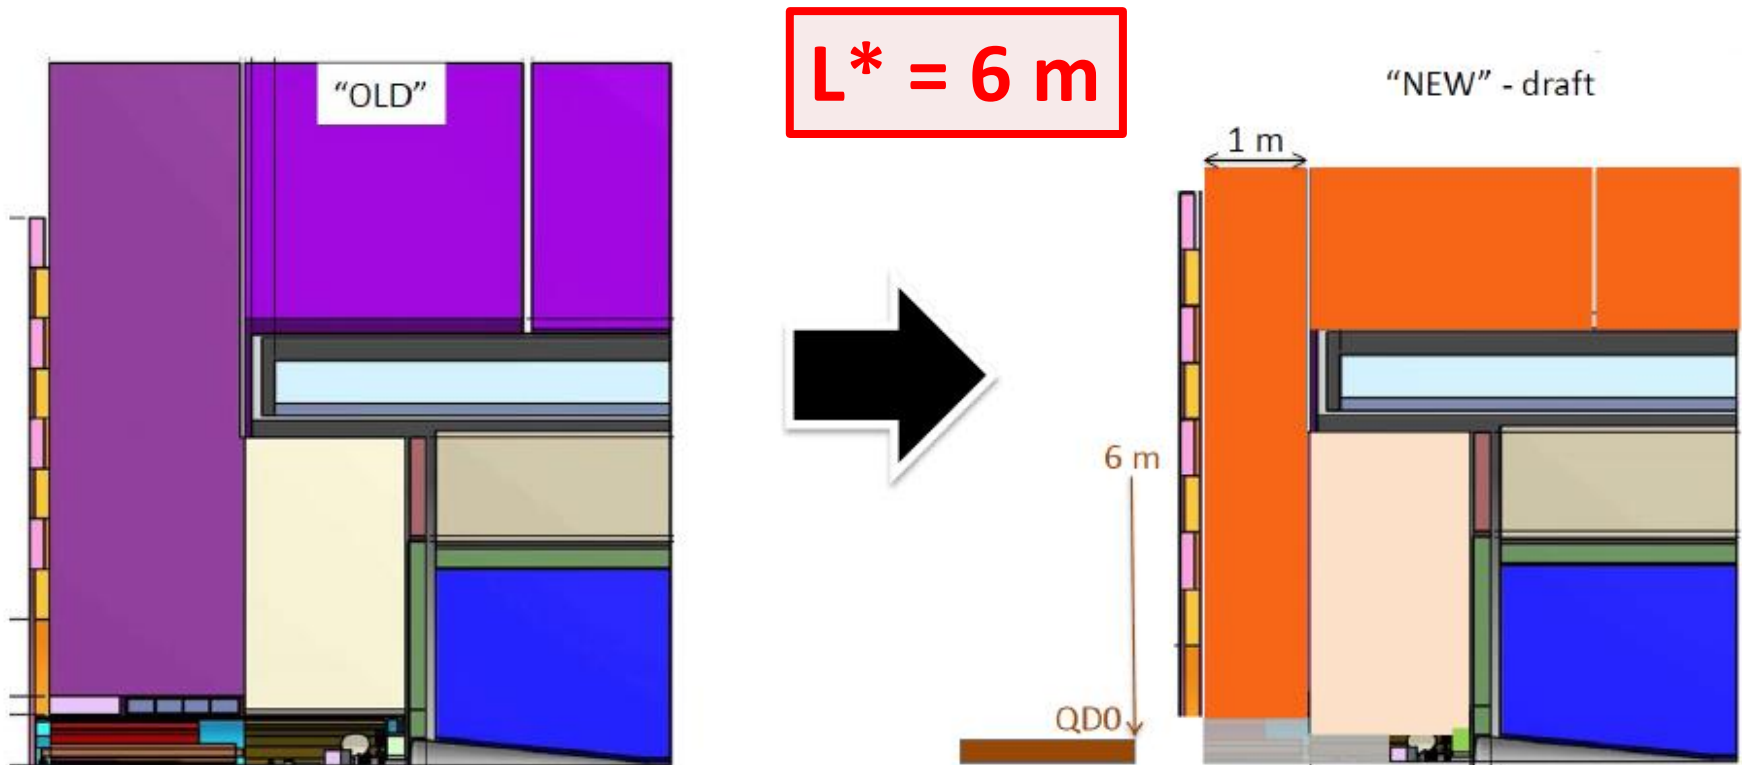 L* = 6 m
“OLD”
“NEW” - draft
1 m
6 m
QD0